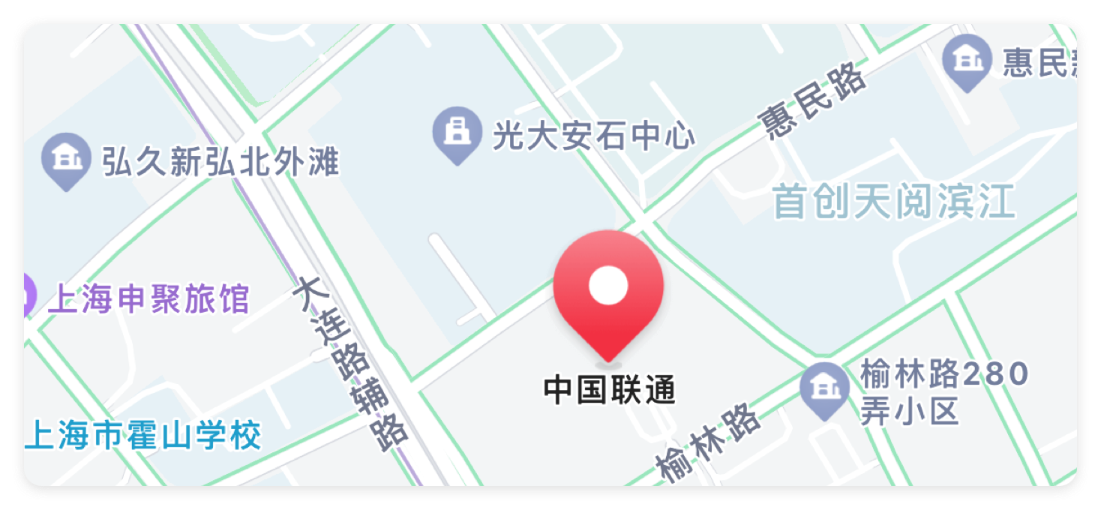 惠民路
惠民
光大安石中心
弘久新弘北外滩
首创天阅滨江
上海申聚旅馆
大连路辅路
中国联通
榆林路280
弄小区
上海市霍山学校
榆林路